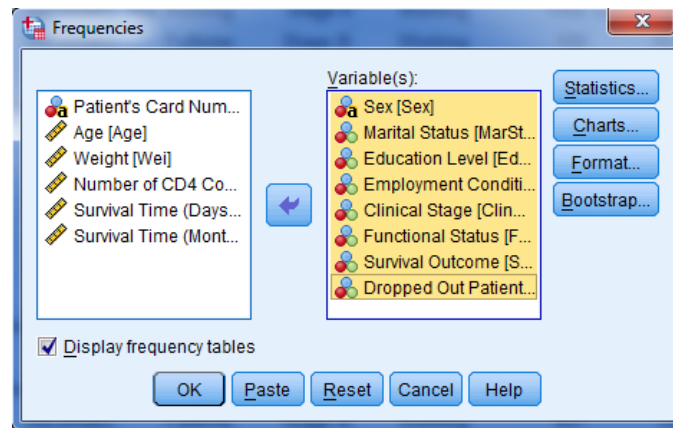 Frequencies
Variable(s):
Patient's Card Num...
Age [Age]
Weight [Wei]
Number of CD4 Co...
Survival Time (Days...
Survival Time (Mont...
Sex [Sex]
Marital Status [MarSt...
Education Level [Ed...
Employment Conditi...
Clinical Stage [Clin...
Functional Status [F...
Survival Outcome [S...
Dropped Out Patient...
Statistics...
Charts...
Format...
Bootstrap...
Display frequency tables
OK Paste Reset Cancel Help